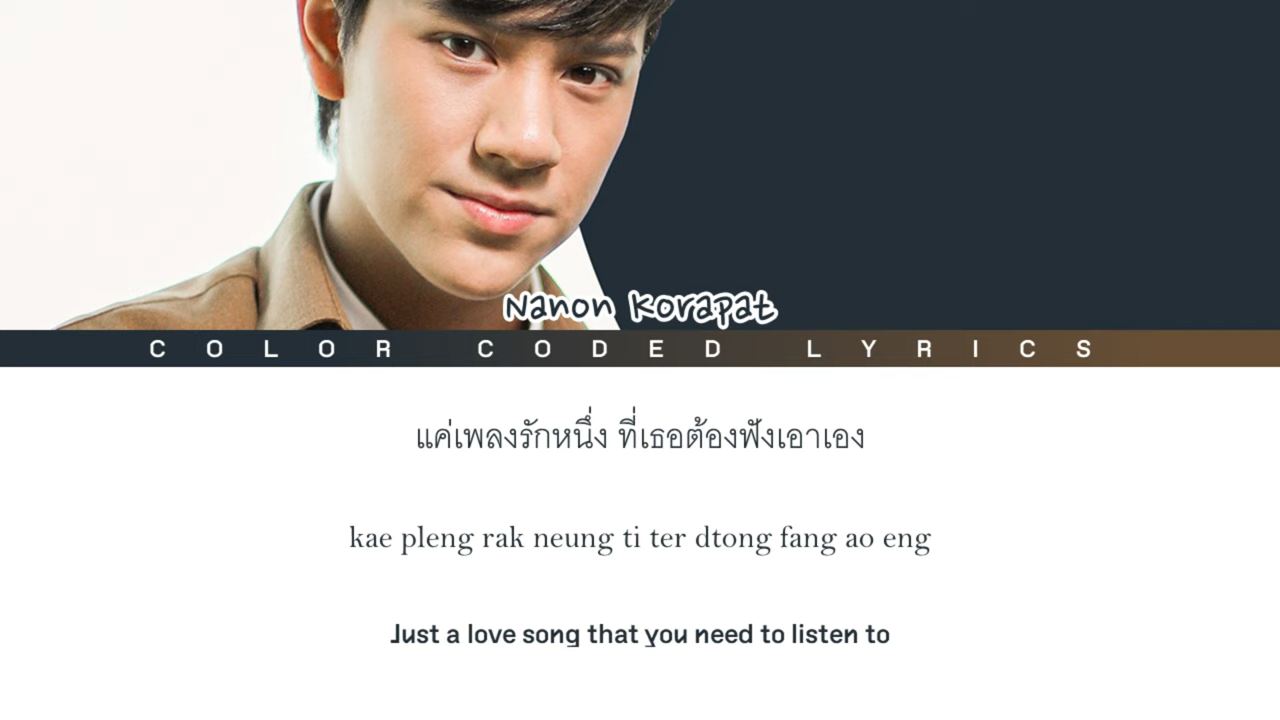 Nanon Korapat
COLOR CODED LYRICS
แค่เพลงรักหนึ่ง ที่เธอต้องฟังเอาเอง
kae pleng rak neung ti ter dtong fang ao eng
Just a love song that you need to listen to